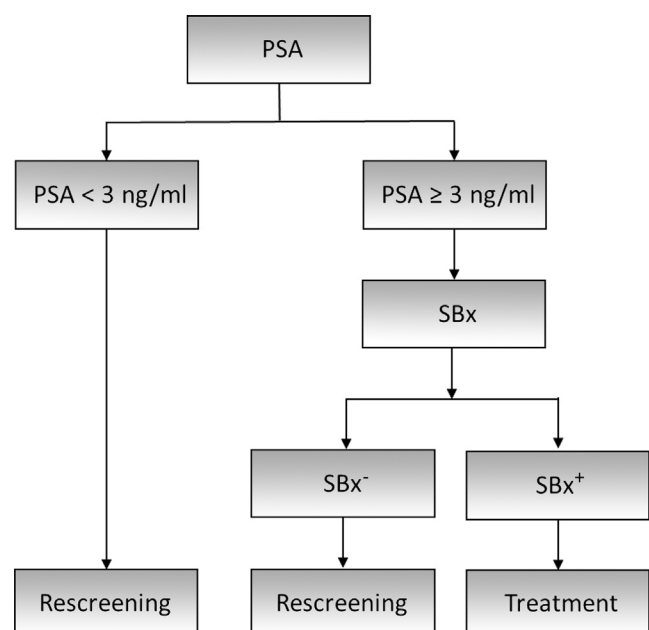 PSA
PSA < 3 ng/ml
PSA ≥ 3 ng/ml
SBx
SBx⁻
SBx⁺
Rescreening
Rescreening
Treatment